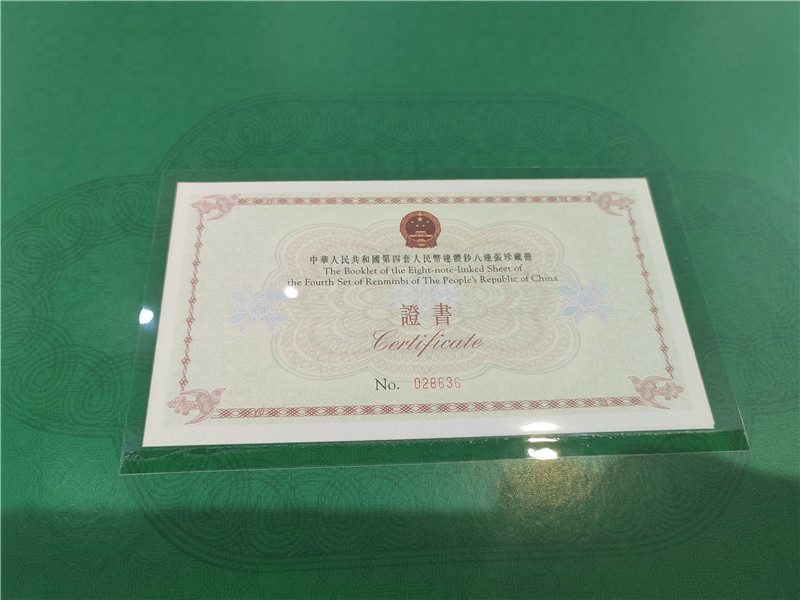 中華人民共和國第四套人民幣連體鈔八連張珍藏冊
The Booklet of the Eight-note-linked Sheet of
the Fourth Set of Renminbi of The People's Republic of China
證書
Certificate
No. 028636